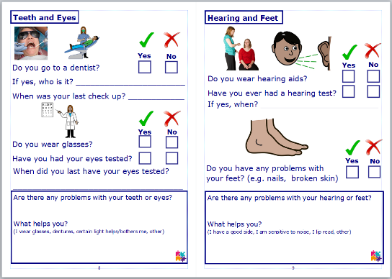 Teeth and Eyes
Yes No
Do you go to a dentist?
If yes, who is it?
When was your last check up?
Yes No
Do you wear glasses?
Have you had your eyes tested?
When did you last have your eyes tested?
Are there any problems with your teeth or eyes?
What helps you?
(I wear glasses, dentures, certain light helps/bothers me, other)
Hearing and Feet
Yes No
Do you wear hearing aids?
Have you ever had a hearing test?
If yes, when?
Yes No
Do you have any problems with
your feet? (e.g. nails, broken skin)
Are there any problems with your hearing or feet?
What helps you?
(I have a good side, I am sensitive to noise, I lip read, other)